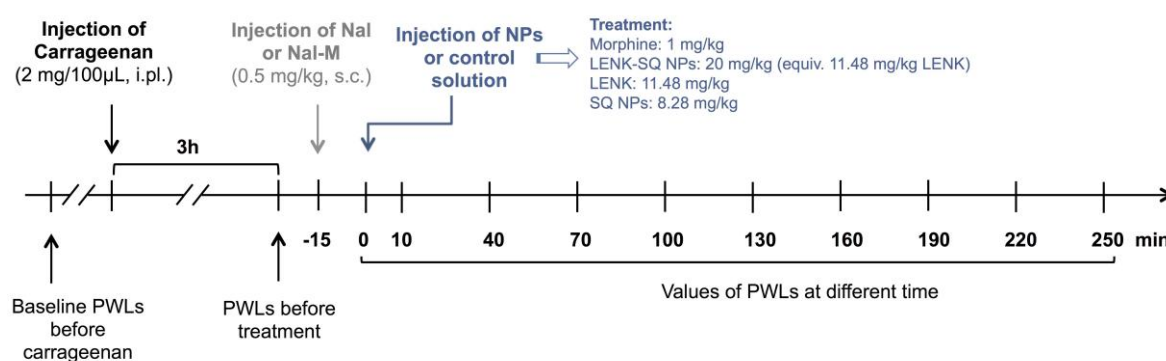 Injection of
Carrageenan
(2 mg/100µL, i.pl.)
Injection of Nal
or Nal-M
(0.5 mg/kg, s.c.)
Injection of NPs
or control
solution
Treatment:
Morphine: 1 mg/kg
LENK-SQ NPs: 20 mg/kg (equiv. 11.48 mg/kg LENK)
LENK: 11.48 mg/kg
SQ NPs: 8.28 mg/kg
3h
-15 0 10 40 70 100 130 160 190 220 250 min
Baseline PWLs
before
carrageenan
PWLs before
treatment
Values of PWLs at different time